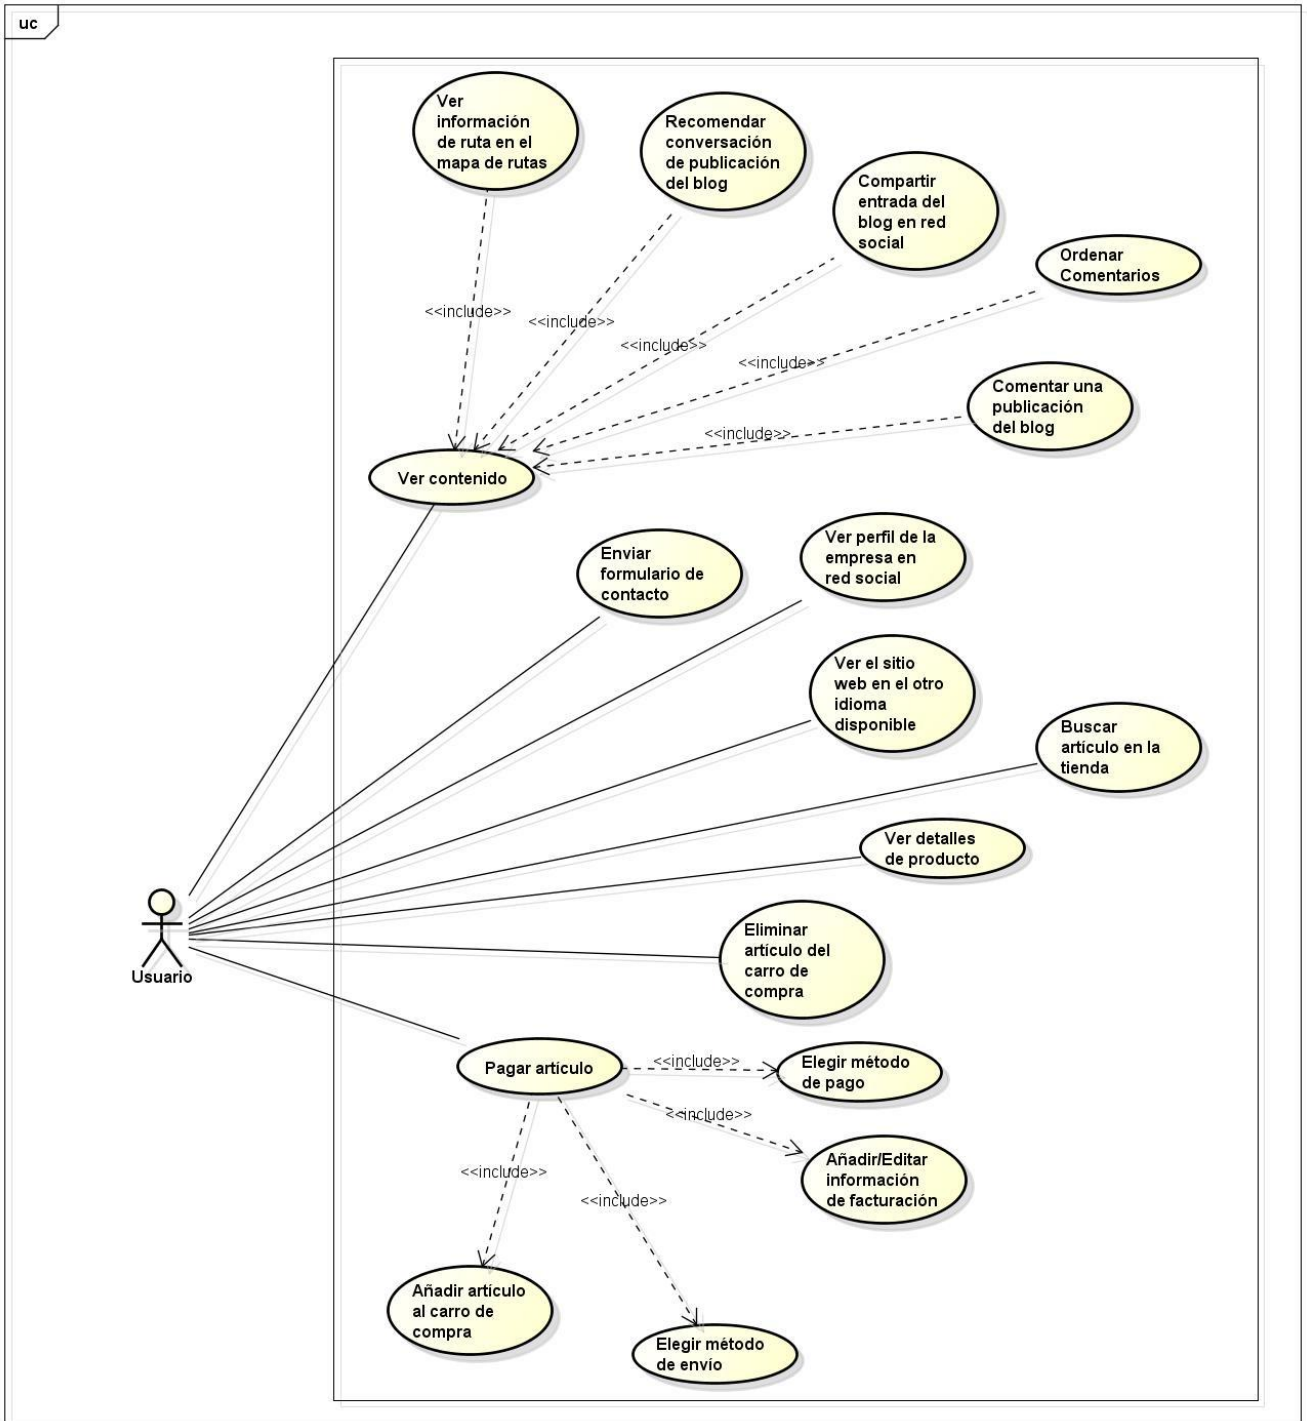 uc
Ver
información
de ruta en el
mapa de rutas
Recomendar
conversación
de publicación
del blog
Compartir
entrada del
blog en red
social
Ordenar
Comentarios
<<include>>
<<include>>
<<include>>
<<include>>
Comentar una
publicación
del blog
<<include>>
Ver contenido
Enviar
formulario de
contacto
Ver perfil de la
empresa en
red social
Ver el sitio
web en el otro
idioma
disponible
Buscar
artículo en la
tienda
Ver detalles
de producto
Eliminar
artículo del
carro de
compra
Usuario
Pagar artículo
<<include>>
Elegir método
de pago
<<include>>
Añadir/Editar
información
de facturación
<<include>>
<<include>>
Añadir artículo
al carro de
compra
Elegir método
de envío